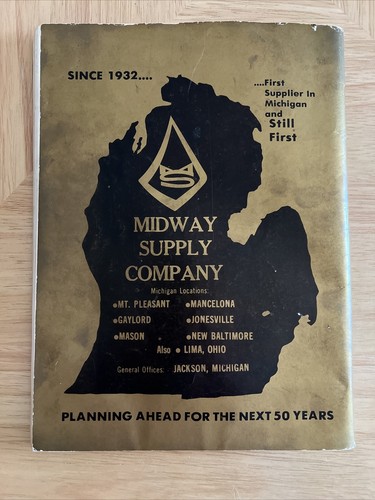 SINCE 1932....
....First
Supplier In
Michigan
and
Still
First
MS
MIDWAY
SUPPLY
COMPANY
Michigan Locations:
•MT. PLEASANT •MANCELONA
•GAYLORD •JONESVILLE
•MASON •NEW BALTIMORE
Also • LIMA, OHIO
General Offices: JACKSON, MICHIGAN
PLANNING AHEAD FOR THE NEXT 50 YEARS